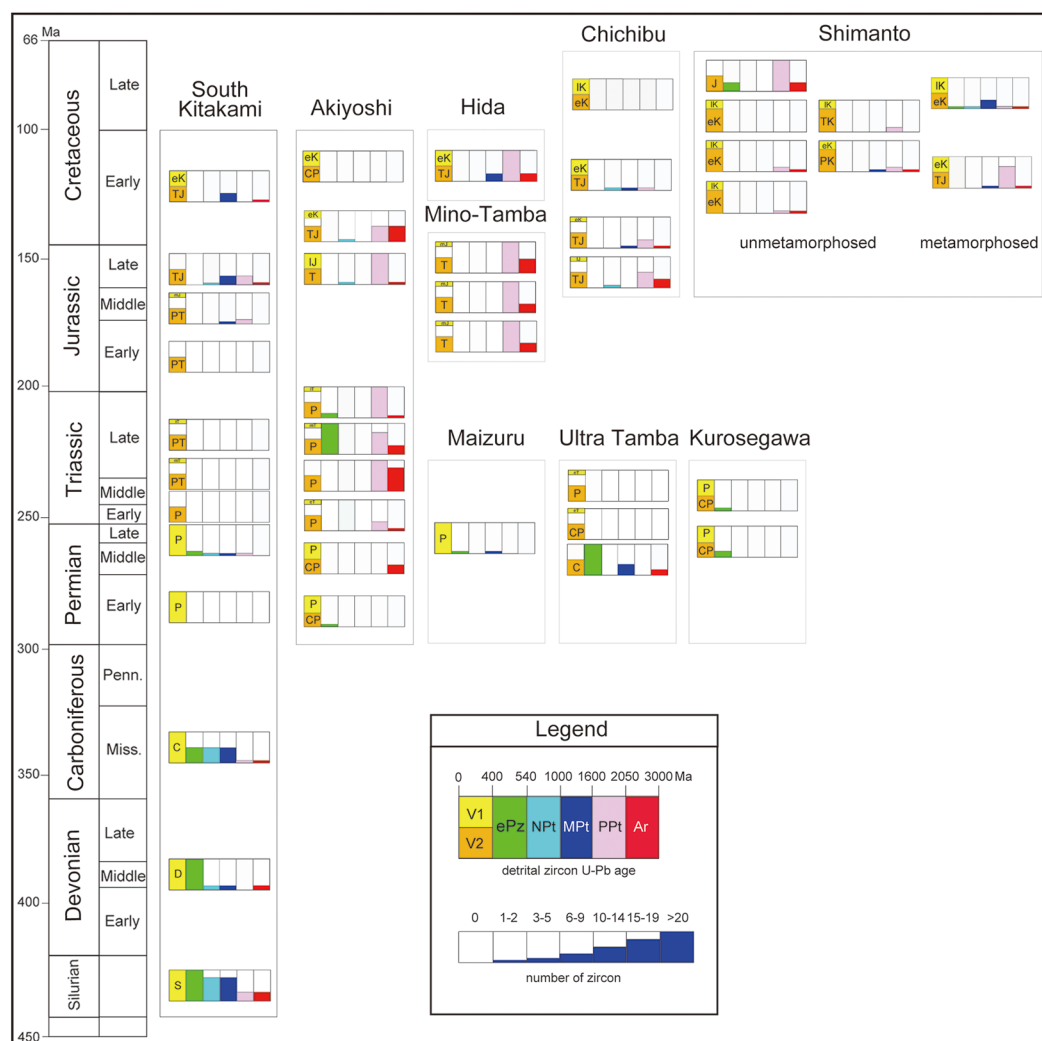 66 Ma
Cretaceous
Late
100
Early
150
Jurassic
Late
Middle
Early
200
Triassic
Late
Middle
Early
250
Permian
Late
Middle
Early
300
Carboniferous
Penn.
Miss.
350
Devonian
Late
Middle
400
Early
Silurian
450
South
Kitakami
eK
TJ
TJ
mJ
PT
PT
PT
PT
P
P
P
C
D
S
Akiyoshi
eK
CP
eK
TJ
lJ
T
P
P
P
P
P
CP
P
CP
Hida
eK
TJ
Mino-Tamba
mJ
T
mJ
T
mJ
T
Maizuru
P
Ultra Tamba
P
CP
C
Kurosegawa
P
CP
P
CP
Chichibu
lK
eK
eK
TJ
eK
TJ
TJ
Shimanto
J
lK
eK
lK
eK
lK
eK
lK
TK
eK
PK
unmetamorphosed
lK
eK
eK
TJ
metamorphosed
Legend
0 400 540 1000 1600 2050 3000 Ma
V1
V2
ePz NPt MPt PPt Ar
detrital zircon U-Pb age
0 1-2 3-5 6-9 10-14 15-19 >20
number of zircon